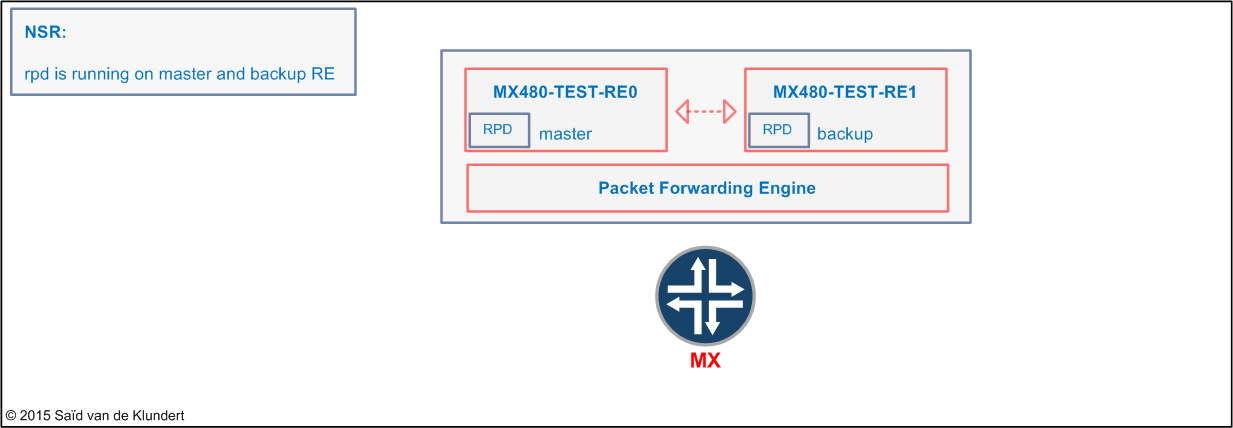 NSR:
rpd is running on master and backup RE
MX480-TEST-RE0
RPD
master
MX480-TEST-RE1
RPD
backup
Packet Forwarding Engine
MX
© 2015 Saïd van de Klundert